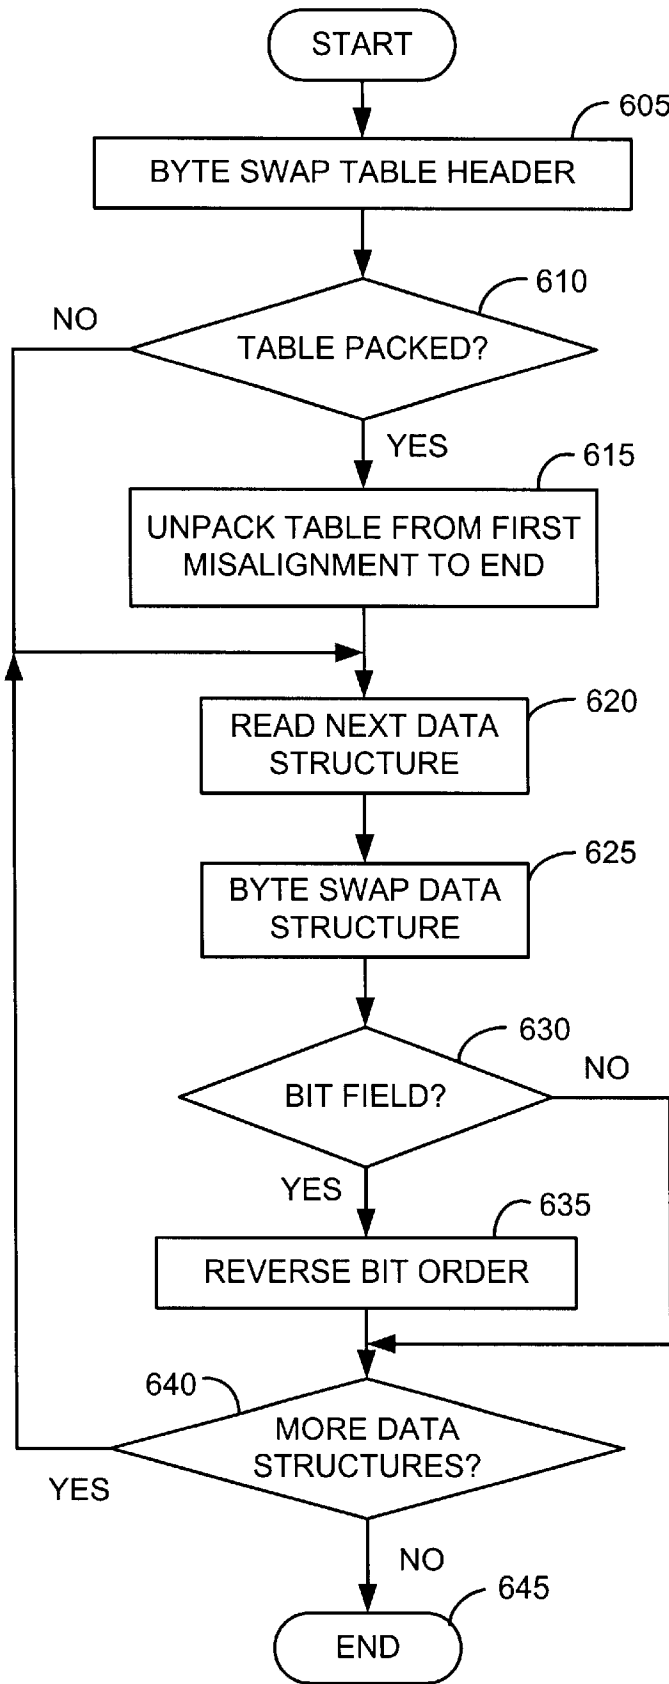 START
605
BYTE SWAP TABLE HEADER
610
NO
TABLE PACKED?
YES
615
UNPACK TABLE FROM FIRST
MISALIGNMENT TO END
620
READ NEXT DATA
STRUCTURE
625
BYTE SWAP DATA
STRUCTURE
630
NO
BIT FIELD?
YES
635
REVERSE BIT ORDER
640
MORE DATA
STRUCTURES?
YES
NO
645
END